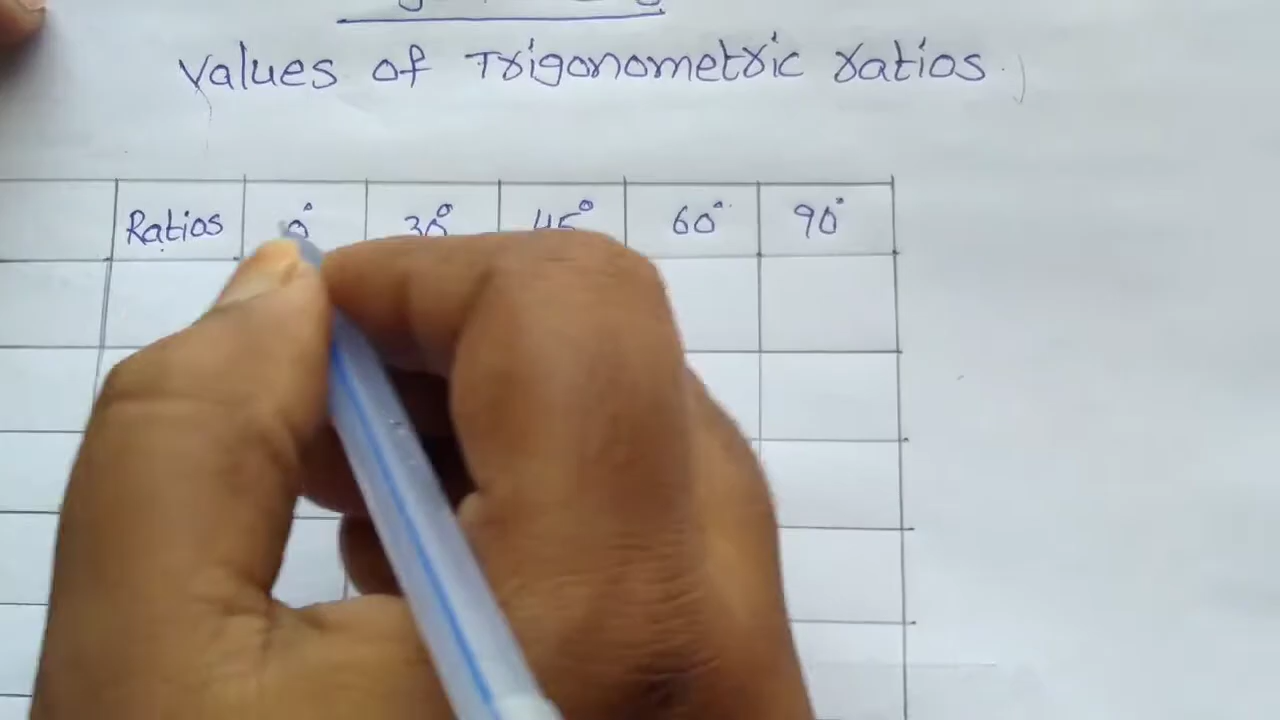 Values of Trigonometric ratios.
Ratios 0° 30° 45° 60° 90°